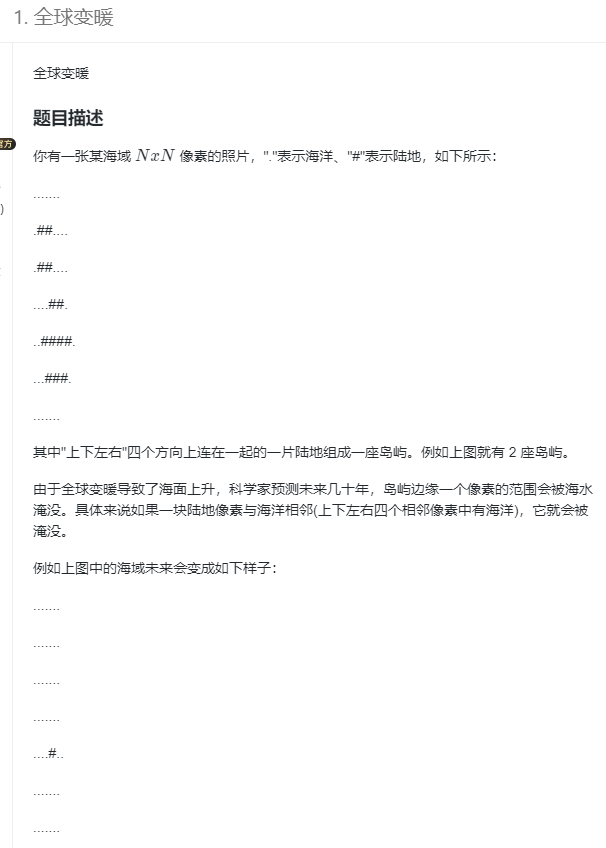 1. 全球变暖
官方
)
全球变暖
题目描述
你有一张某海域 NxN 像素的照片，"."表示海洋、"#"表示陆地，如下所示：
.......
.##....
.##....
....##.
..####.
...###.
.......
其中"上下左右"四个方向上连在一起的一片陆地组成一座岛屿。例如上图就有 2 座岛屿。
由于全球变暖导致了海面上升，科学家预测未来几十年，岛屿边缘一个像素的范围会被海水
淹没。具体来说如果一块陆地像素与海洋相邻(上下左右四个相邻像素中有海洋)，它就会被
淹没。
例如上图中的海域未来会变成如下样子：
.......
.......
.......
.......
....#..
.......
.......